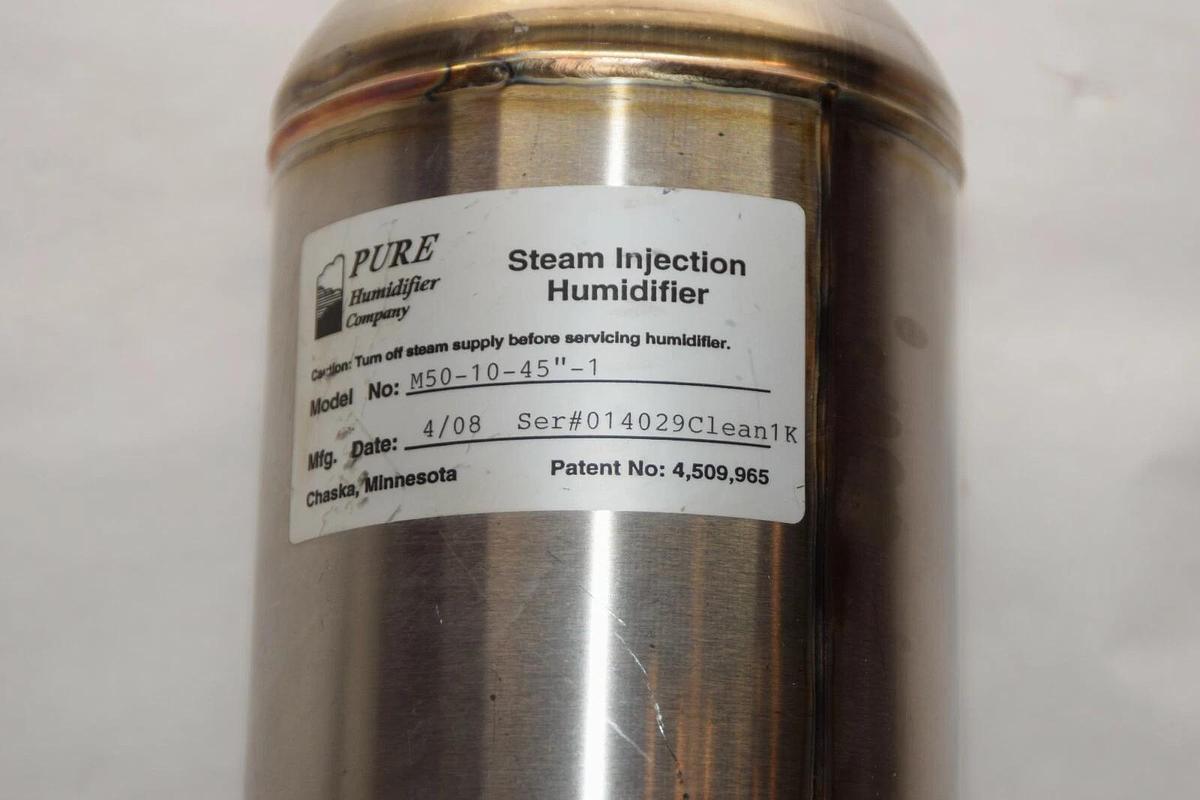 PURE
Humidifier
Company
Steam Injection
Humidifier
Caution: Turn off steam supply before servicing humidifier.
Model No: M50-10-45"-1
Mfg. Date: 4/08 Ser#014029Clean1K
Chaska, Minnesota Patent No: 4,509,965